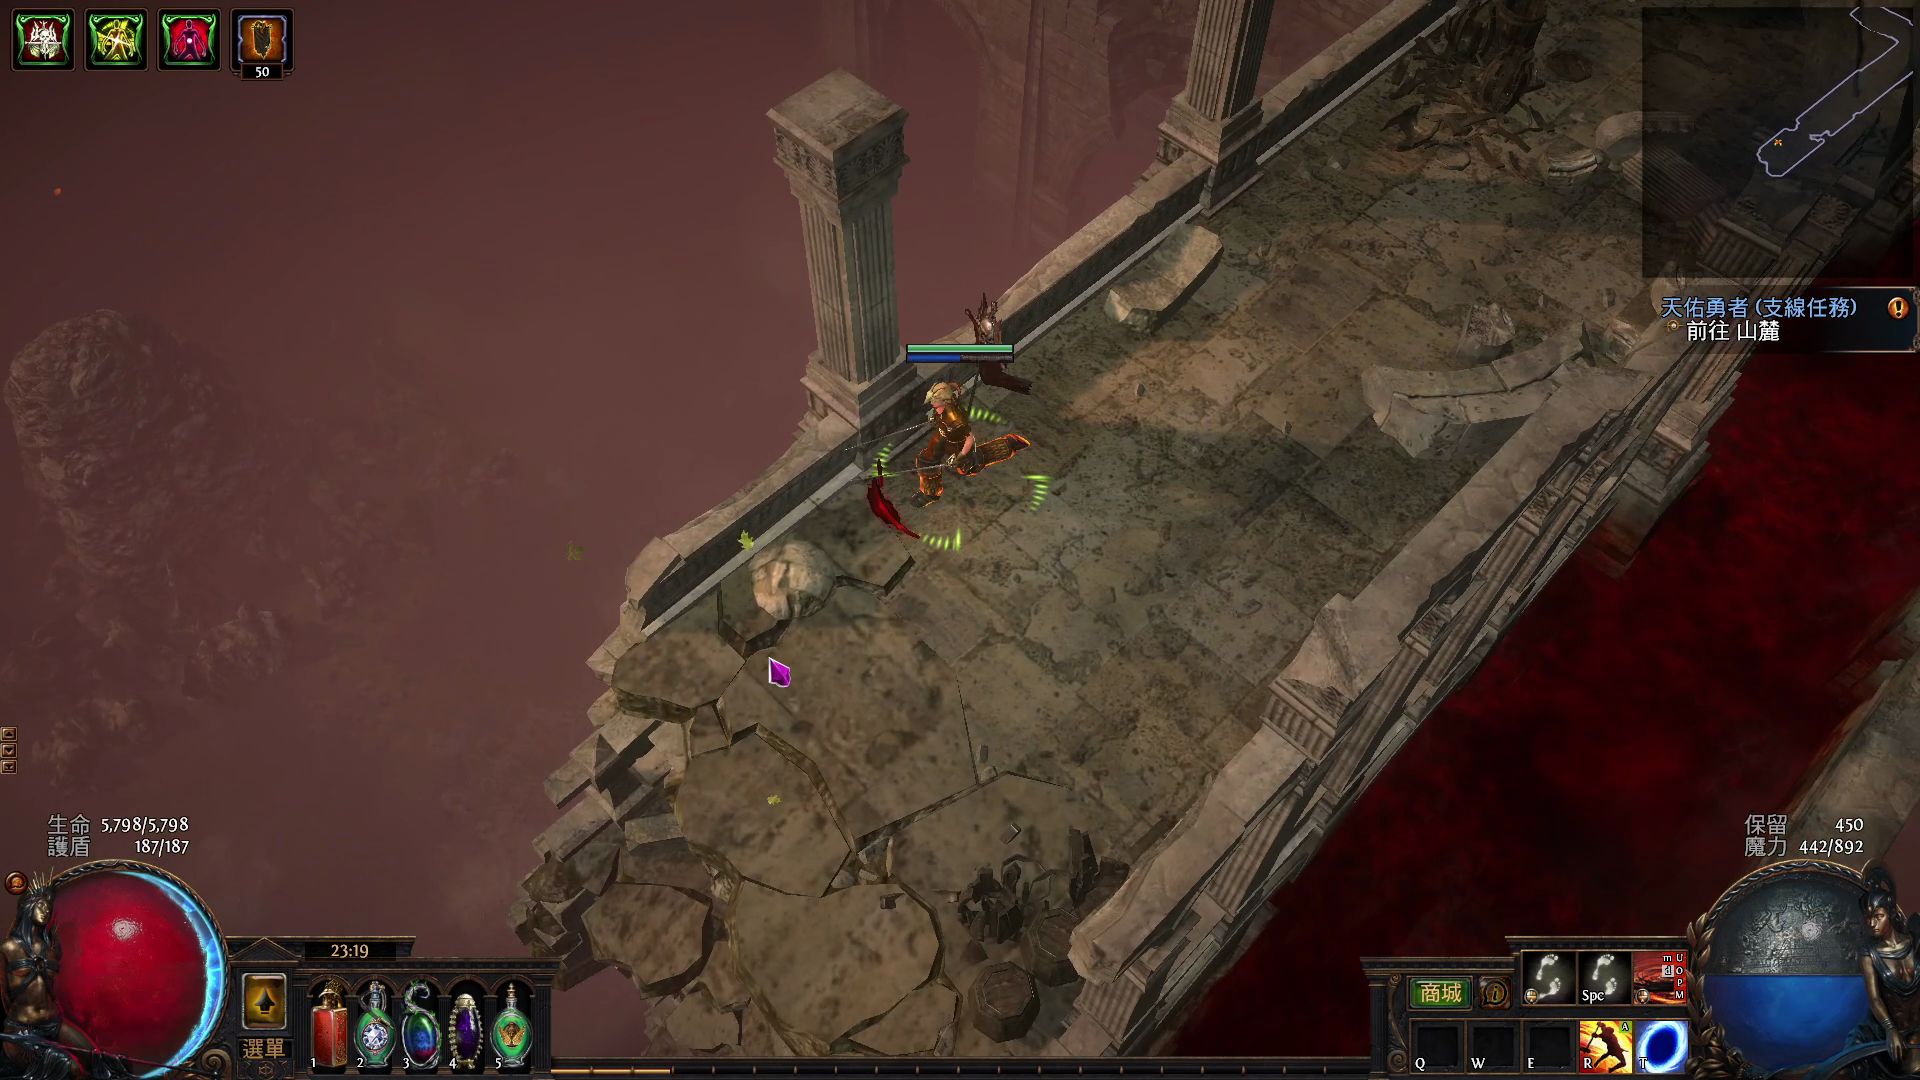 50
天佑勇者 (支線任務)
前往 山麓
生命 5,798/5,798
護盾 187/187
保留 450
魔力 442/892
23:19
選單
1
2
3
4
5
商城
Spc
m U
d O
P
M
Q
W
E
R
A
T